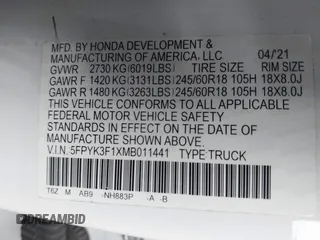 MFD. BY HONDA DEVELOPMENT &
MANUFACTURING OF AMERICA, LLC 04/21
GVWR 2730 KG(6019LBS) TIRE SIZE RIM SIZE
GAWR F 1420 KG(3131LBS) 245/60R18 105H 18X8.0J
GAWR R 1480 KG(3263LBS) 245/60R18 105H 18X8.0J
THIS VEHICLE CONFORMS TO ALL APPLICABLE
FEDERAL MOTOR VEHICLE SAFETY STANDARDS
IN EFFECT ON THE DATE OF MANUFACTURE
SHOWN ABOVE.
V.I.N. 5FPYK3F1XMB011441 TYPE:TRUCK
T6Z M AB9 -NH883P -A -B